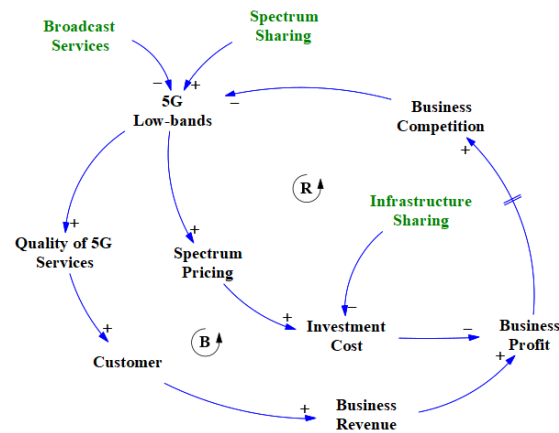 Broadcast
Services
Spectrum
Sharing
−
+
5G
Low-bands
−
Business
Competition
+
R
Infrastructure
Sharing
+
Quality of 5G
Services
+
Spectrum
Pricing
+
−
Investment
Cost
−
Business
Profit
+
+
B
Customer
+
Business
Revenue